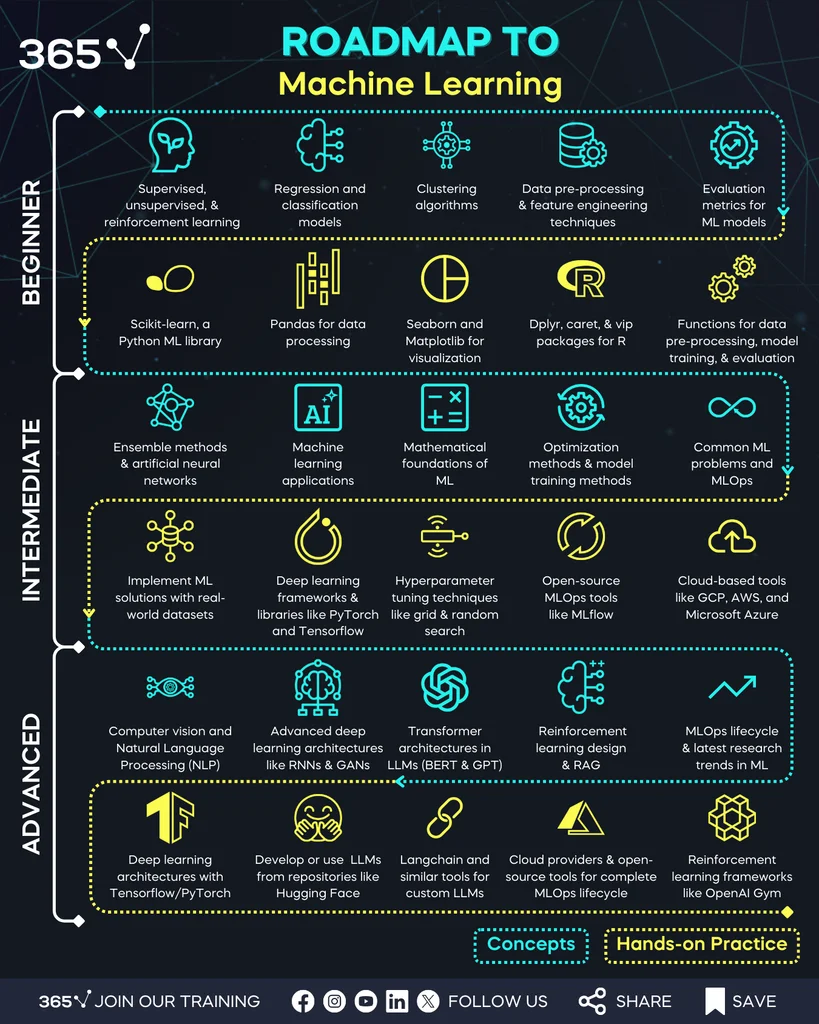 365
ROADMAP TO
Machine Learning
BEGINNER
Supervised,
unsupervised, &
reinforcement learning
Regression and
classification
models
Clustering
algorithms
Data pre-processing
& feature engineering
techniques
Evaluation
metrics for
ML models
Scikit-learn, a
Python ML library
Pandas for data
processing
Seaborn and
Matplotlib for
visualization
R
Dplyr, caret, & vip
packages for R
Functions for data
pre-processing, model
training, & evaluation
INTERMEDIATE
Ensemble methods
& artificial neural
networks
AI
Machine
learning
applications
Mathematical
foundations of
ML
Optimization
methods & model
training methods
Common ML
problems and
MLOps
Implement ML
solutions with real-
world datasets
Deep learning
frameworks &
libraries like PyTorch
and Tensorflow
Hyperparameter
tuning techniques
like grid & random
search
Open-source
MLOps tools
like MLflow
Cloud-based tools
like GCP, AWS, and
Microsoft Azure
ADVANCED
Computer vision and
Natural Language
Processing (NLP)
Advanced deep
learning architectures
like RNNs & GANs
Transformer
architectures in
LLMs (BERT & GPT)
Reinforcement
learning design
& RAG
MLOps lifecycle
& latest research
trends in ML
Deep learning
architectures with
Tensorflow/PyTorch
Develop or use LLMs
from repositories like
Hugging Face
Langchain and
similar tools for
custom LLMs
Cloud providers & open-
source tools for complete
MLOps lifecycle
Reinforcement
learning frameworks
like OpenAI Gym
Concepts
Hands-on Practice
365 JOIN OUR TRAINING
FOLLOW US
SHARE
SAVE